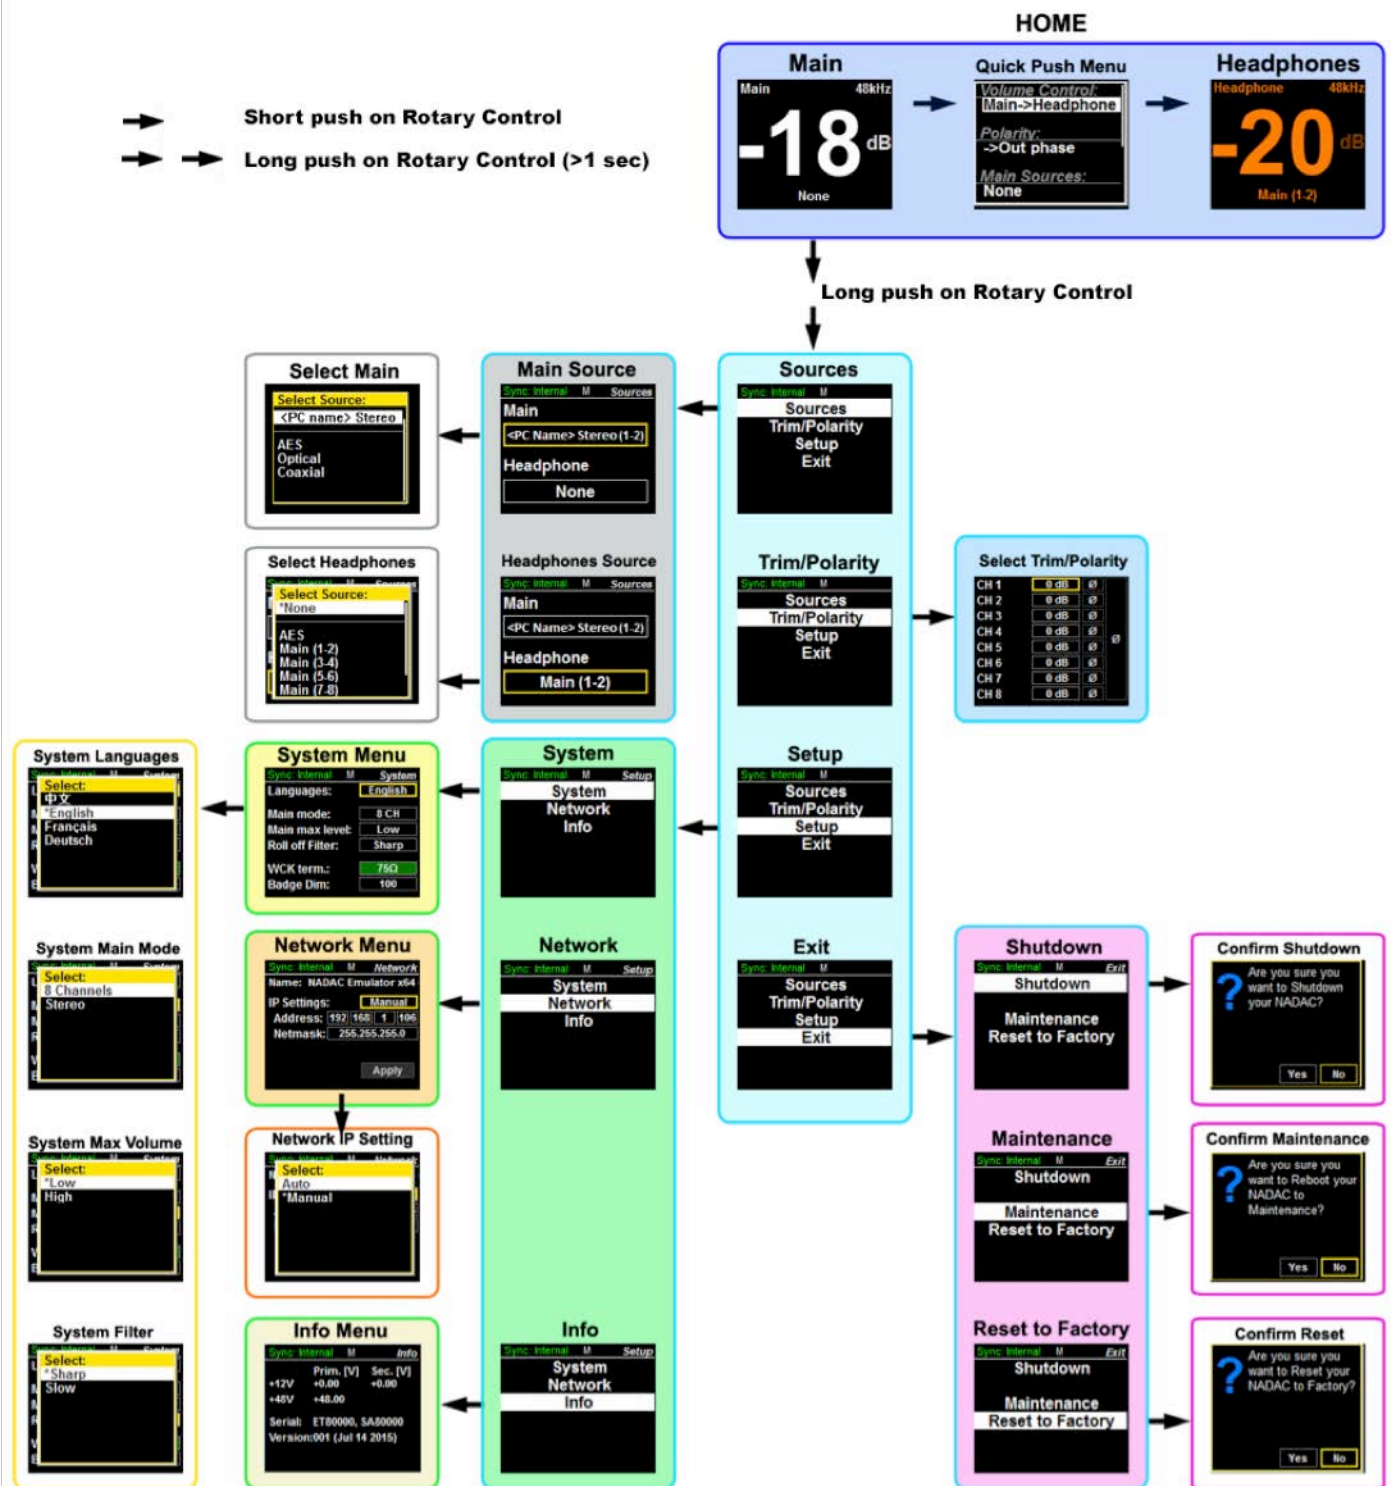 HOME
Main
Main 48kHz
-18 dB
None
Quick Push Menu
Volume Control:
Main->Headphone
Polarity:
->Out phase
Main Sources:
None
Headphones
Headphone 48kHz
-20 dB
Main (1-2)
Short push on Rotary Control
Long push on Rotary Control (>1 sec)
Long push on Rotary Control
Select Main
Select Source:
<PC name> Stereo
AES
Optical
Coaxial
Main Source
Sync: Internal M Sources
Main
<PC Name> Stereo (1-2)
Headphone
None
Sources
Sync: Internal M
Sources
Trim/Polarity
Setup
Exit
Select Headphones
Sync: Internal M Sources
Select Source:
*None
AES
Main (1-2)
Main (3-4)
Main (5-6)
Main (7-8)
Headphones Source
Sync: Internal M Sources
Main
<PC Name> Stereo (1-2)
Headphone
Main (1-2)
Trim/Polarity
Sync: Internal M
Sources
Trim/Polarity
Setup
Exit
Select Trim/Polarity
CH 1 0 dB Ø
CH 2 0 dB Ø
CH 3 0 dB Ø
CH 4 0 dB Ø
Ø
CH 5 0 dB Ø
CH 6 0 dB Ø
CH 7 0 dB Ø
CH 8 0 dB Ø
System Languages
Sync: Internal M System
Select:
中文
*English
Français
Deutsch
System Menu
Sync: Internal M System
Languages: English
Main mode: 8 CH
Main max level: Low
Roll off Filter: Sharp
WCK term.: 75Ω
Badge Dim: 100
System
Sync: Internal M Setup
System
Network
Info
Setup
Sync: Internal M
Sources
Trim/Polarity
Setup
Exit
System Main Mode
Sync: Internal M System
Select:
8 Channels
Stereo
Network Menu
Sync: Internal M Network
Name: NADAC Emulator x64
IP Settings: Manual
Address: 192 168 1 106
Netmask: 255.255.255.0
Apply
Network
Sync: Internal M Setup
System
Network
Info
Exit
Sync: Internal M
Sources
Trim/Polarity
Setup
Exit
Shutdown
Sync: Internal M Exit
Shutdown
Maintenance
Reset to Factory
Confirm Shutdown
?
Are you sure you
want to Shutdown
your NADAC?
Yes No
System Max Volume
Sync: Internal M System
Select:
*Low
High
Network IP Setting
Sync: Internal M Network
Select:
Auto
*Manual
Maintenance
Sync: Internal M Exit
Shutdown
Maintenance
Reset to Factory
Confirm Maintenance
?
Are you sure you
want to Reboot your
NADAC to
Maintenance?
Yes No
System Filter
Sync: Internal M System
Select:
*Sharp
Slow
Info Menu
Sync: Internal M Info
Prim. [V] Sec. [V]
+12V +0.00 +0.00
+48V +48.00
Serial: ET80000, SA80000
Version:001 (Jul 14 2015)
Info
Sync: Internal M Setup
System
Network
Info
Reset to Factory
Sync: Internal M Exit
Shutdown
Maintenance
Reset to Factory
Confirm Reset
?
Are you sure you
want to Reset your
NADAC to Factory?
Yes No